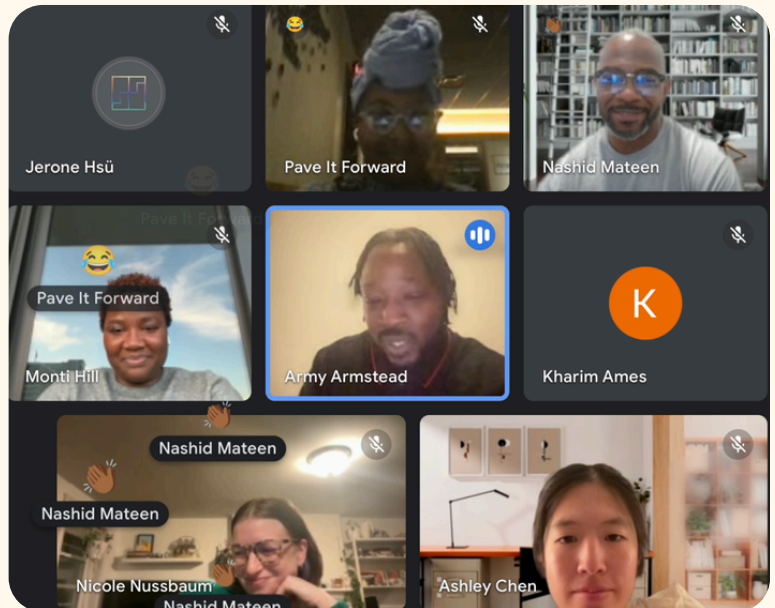 Jerone Hsü
Pave It Forward
Nashid Mateen
Pave It Forward
Pave It Forward
Monti Hill
Army Armstead
K
Kharim Ames
Nashid Mateen
Nashid Mateen
Nicole Nussbaum
Nashid Mateen
Ashley Chen